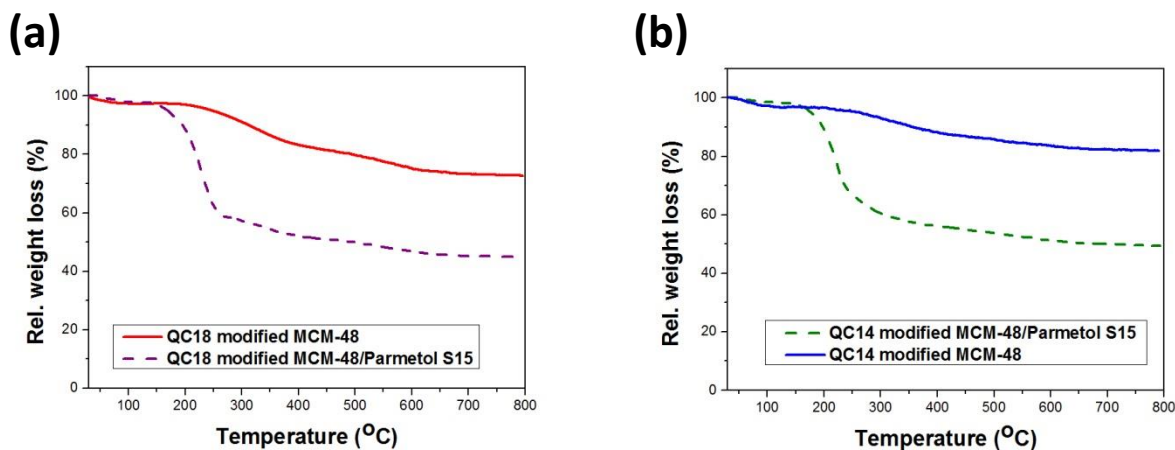 (a)
Rel. weight loss (%)
100
80
60
40
20
0
QC18 modified MCM-48
QC18 modified MCM-48/Parmetol S15
100 200 300 400 500 600 700 800
Temperature (OC)
(b)
Rel. weight loss (%)
100
80
60
40
20
0
QC14 modified MCM-48/Parmetol S15
QC14 modified MCM-48
100 200 300 400 500 600 700 800
Temperature (OC)